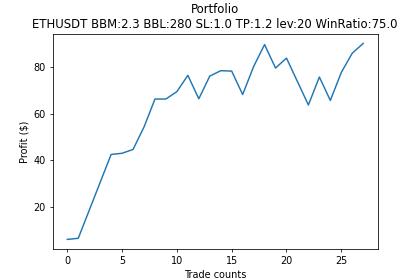 Portfolio
ETHUSDT BBM:2.3 BBL:280 SL:1.0 TP:1.2 lev:20 WinRatio:75.0
80
60
40
20
Profit ($)
0 5 10 15 20 25
Trade counts